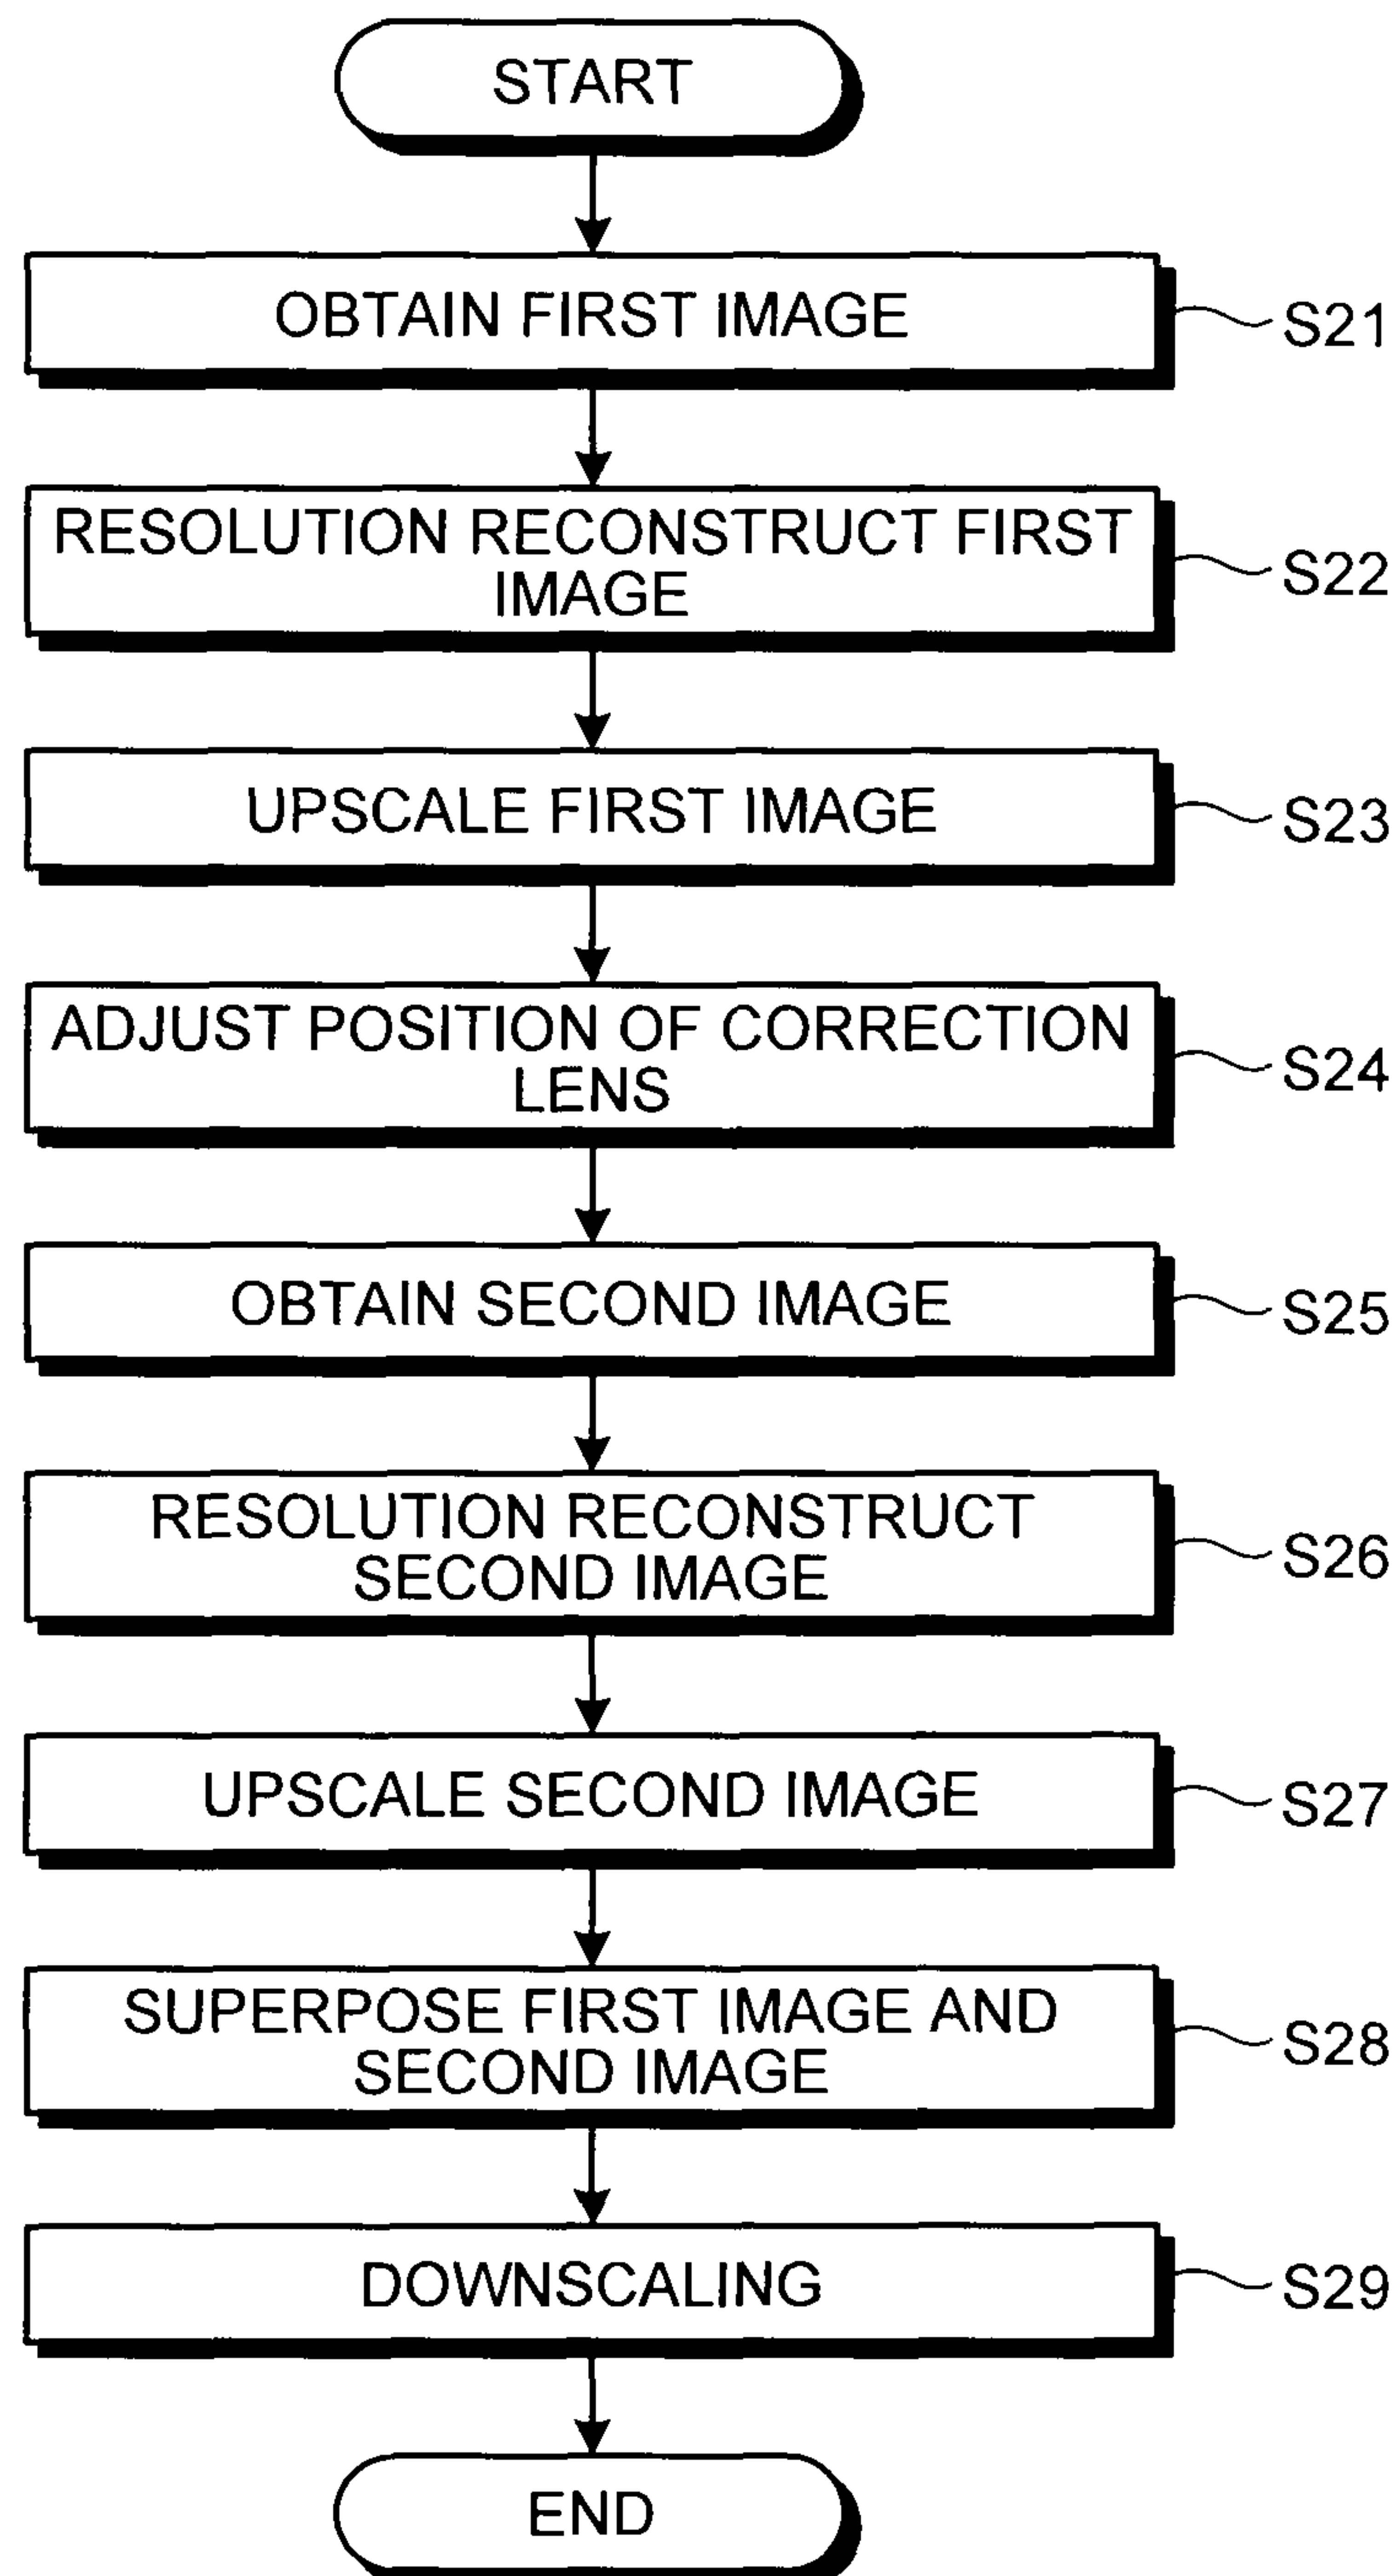 START
OBTAIN FIRST IMAGE
S21
RESOLUTION RECONSTRUCT FIRST
IMAGE
S22
UPSCALE FIRST IMAGE
S23
ADJUST POSITION OF CORRECTION
LENS
S24
OBTAIN SECOND IMAGE
S25
RESOLUTION RECONSTRUCT
SECOND IMAGE
S26
UPSCALE SECOND IMAGE
S27
SUPERPOSE FIRST IMAGE AND
SECOND IMAGE
S28
DOWNSCALING
S29
END